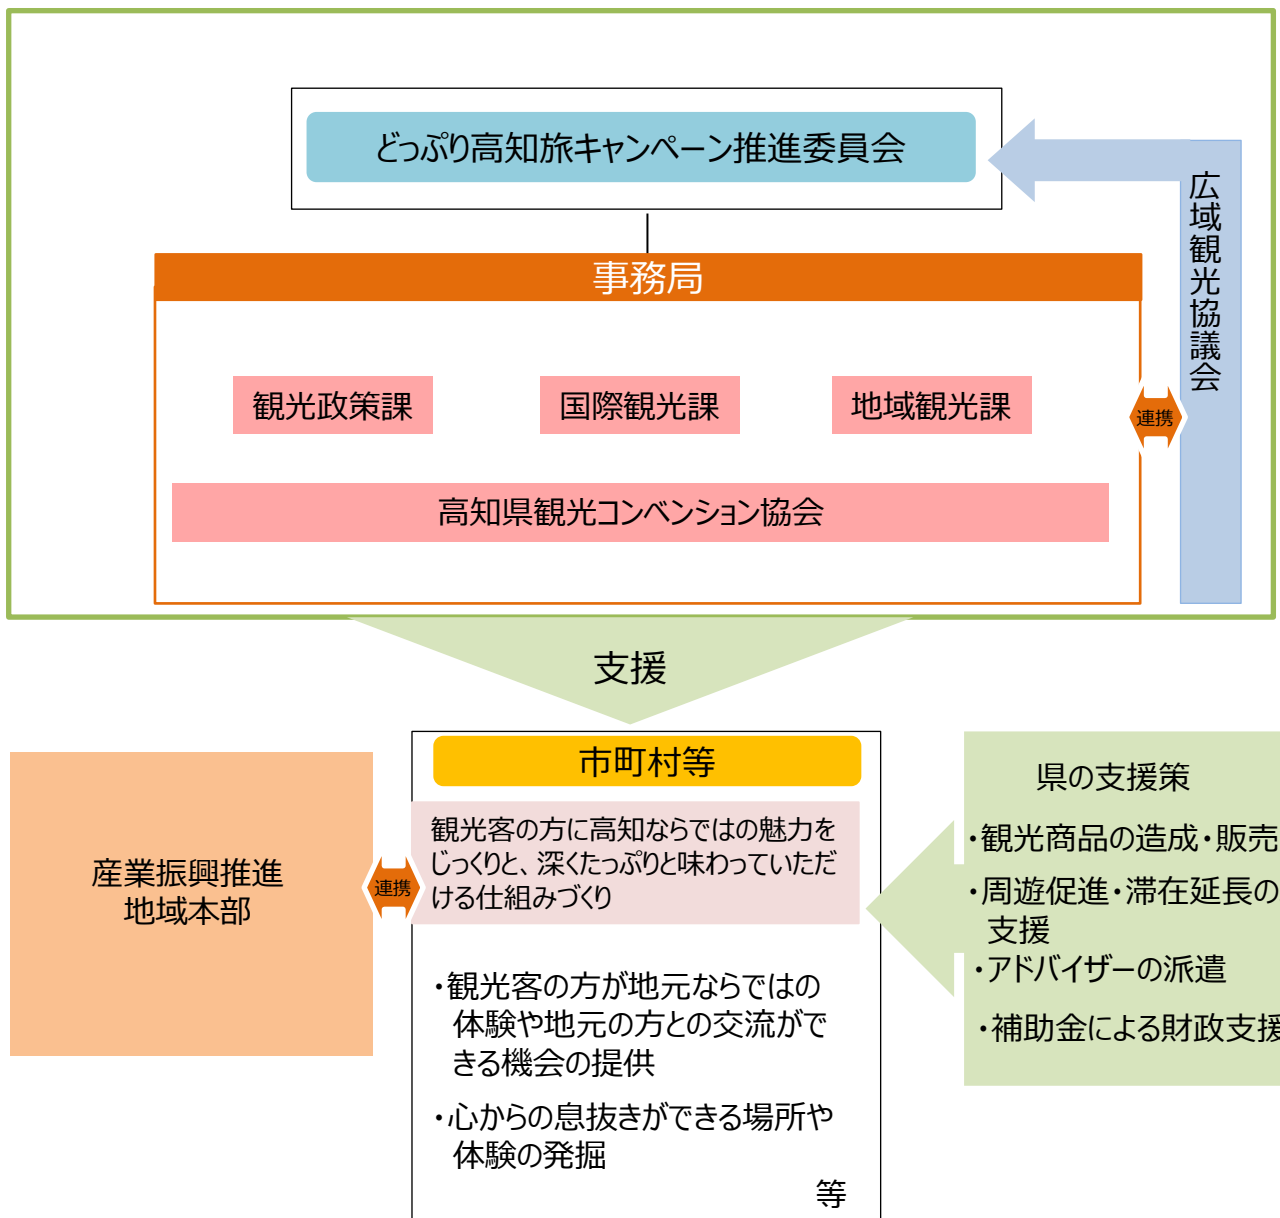 どっぷり高知旅キャンペーン推進委員会
広域観光協議会
事務局
観光政策課
国際観光課
地域観光課
連携
高知県観光コンベンション協会
支援
市町村等
観光客の方に高知ならではの魅力を
じっくりと、深くたっぷりと味わっていただ
ける仕組みづくり
産業振興推進
地域本部
連携
・観光客の方が地元ならではの
体験や地元の方との交流がで
きる機会の提供
・心からの息抜きができる場所や
体験の発掘
等
県の支援策
・観光商品の造成・販売
・周遊促進・滞在延長の
支援
・アドバイザーの派遣
・補助金による財政支援